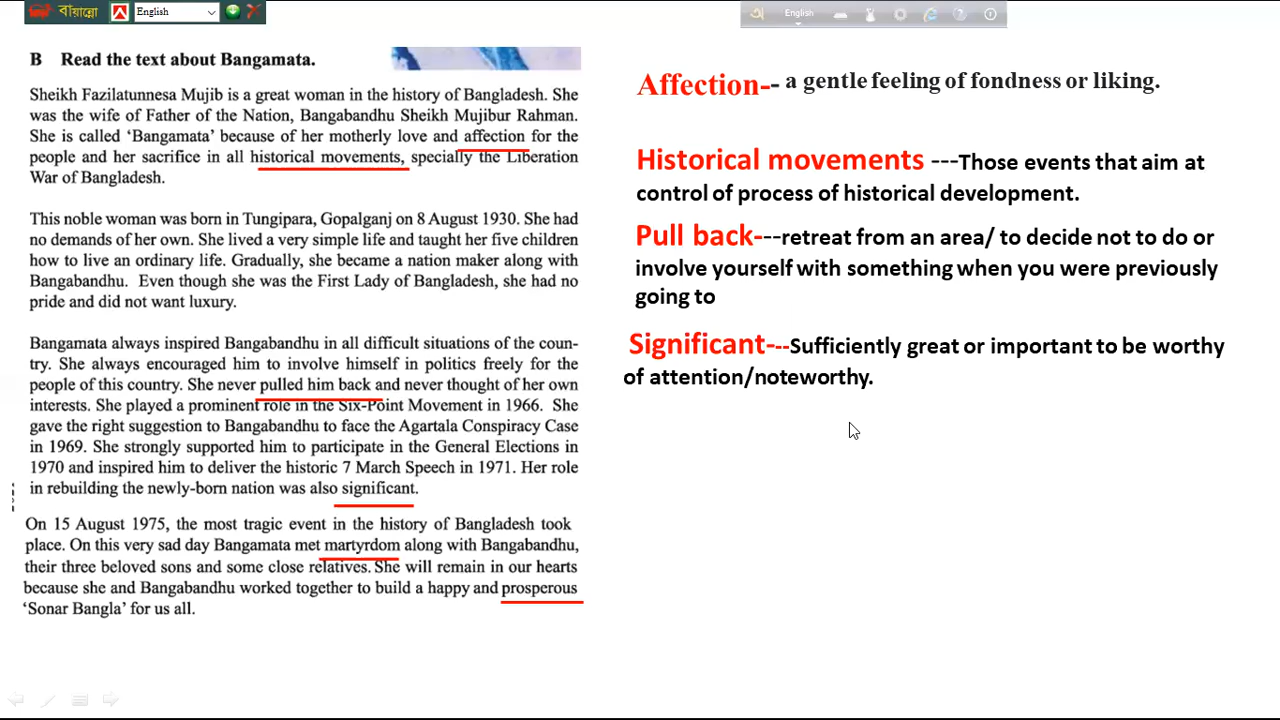 বাঁয়ান্নো English
English
B Read the text about Bangamata.
Sheikh Fazilatunnesa Mujib is a great woman in the history of Bangladesh. She
was the wife of Father of the Nation, Bangabandhu Sheikh Mujibur Rahman.
She is called ‘Bangamata’ because of her motherly love and affection for the
people and her sacrifice in all historical movements, specially the Liberation
War of Bangladesh.
This noble woman was born in Tungipara, Gopalganj on 8 August 1930. She had
no demands of her own. She lived a very simple life and taught her five children
how to live an ordinary life. Gradually, she became a nation maker along with
Bangabandhu. Even though she was the First Lady of Bangladesh, she had no
pride and did not want luxury.
Bangamata always inspired Bangabandhu in all difficult situations of the coun-
try. She always encouraged him to involve himself in politics freely for the
people of this country. She never pulled him back and never thought of her own
interests. She played a prominent role in the Six-Point Movement in 1966. She
gave the right suggestion to Bangabandhu to face the Agartala Conspiracy Case
in 1969. She strongly supported him to participate in the General Elections in
1970 and inspired him to deliver the historic 7 March Speech in 1971. Her role
in rebuilding the newly-born nation was also significant.
On 15 August 1975, the most tragic event in the history of Bangladesh took
place. On this very sad day Bangamata met martyrdom along with Bangabandhu,
their three beloved sons and some close relatives. She will remain in our hearts
because she and Bangabandhu worked together to build a happy and prosperous
‘Sonar Bangla’ for us all.
Affection-- a gentle feeling of fondness or liking.
Historical movements ---Those events that aim at
control of process of historical development.
Pull back---retreat from an area/ to decide not to do or
involve yourself with something when you were previously
going to
Significant---Sufficiently great or important to be worthy
of attention/noteworthy.